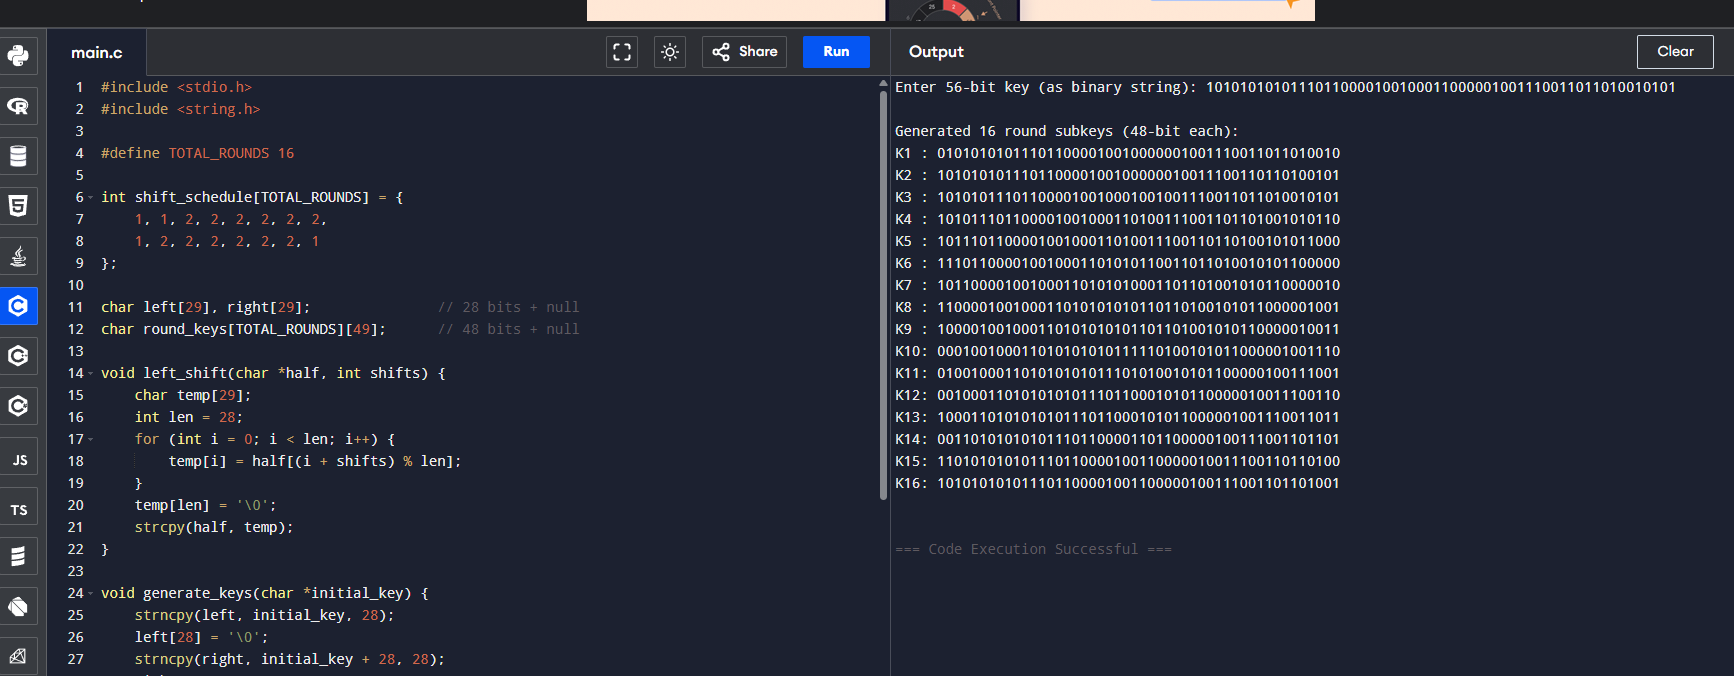 main.c
Share
Run
Output
Clear
1 #include <stdio.h>
2 #include <string.h>
3
4 #define TOTAL_ROUNDS 16
5
6 int shift_schedule[TOTAL_ROUNDS] = {
7     1, 1, 2, 2, 2, 2, 2, 2,
8     1, 2, 2, 2, 2, 2, 2, 1
9 };
10
11 char left[29], right[29];               // 28 bits + null
12 char round_keys[TOTAL_ROUNDS][49];      // 48 bits + null
13
14 void left_shift(char *half, int shifts) {
15     char temp[29];
16     int len = 28;
17     for (int i = 0; i < len; i++) {
18         temp[i] = half[(i + shifts) % len];
19     }
20     temp[len] = '\0';
21     strcpy(half, temp);
22 }
23
24 void generate_keys(char *initial_key) {
25     strncpy(left, initial_key, 28);
26     left[28] = '\0';
27     strncpy(right, initial_key + 28, 28);
Enter 56-bit key (as binary string): 10101010101110110000100100011000001001110011011010010101
Generated 16 round subkeys (48-bit each):
K1 : 010101010111011000010010000001001110011011010010
K2 : 101010101110110000100100000010011100110110100101
K3 : 101010111011000010010001001001110011011010010101
K4 : 101011101100001001000110100111001101101001010110
K5 : 101110110000100100011010011100110110100101011000
K6 : 111011000010010001101010110011011010010101100000
K7 : 101100001001000110101010001101101001010110000010
K8 : 110000100100011010101010110110100101011000001001
K9 : 10000100100011010101010101101101001010110000010011
K10: 000100100011010101010111110100101011000001001110
K11: 010010001101010101011101010010101100000100111001
K12: 001000110101010101110110001010110000010011100110
K13: 100011010101010111011000101011000001001110011011
K14: 001101010101011101100001101100000100111001101101
K15: 110101010101110110000100110000010011100110110100
K16: 101010101011101100001001100000100111001101101001
=== Code Execution Successful ===
JS
TS